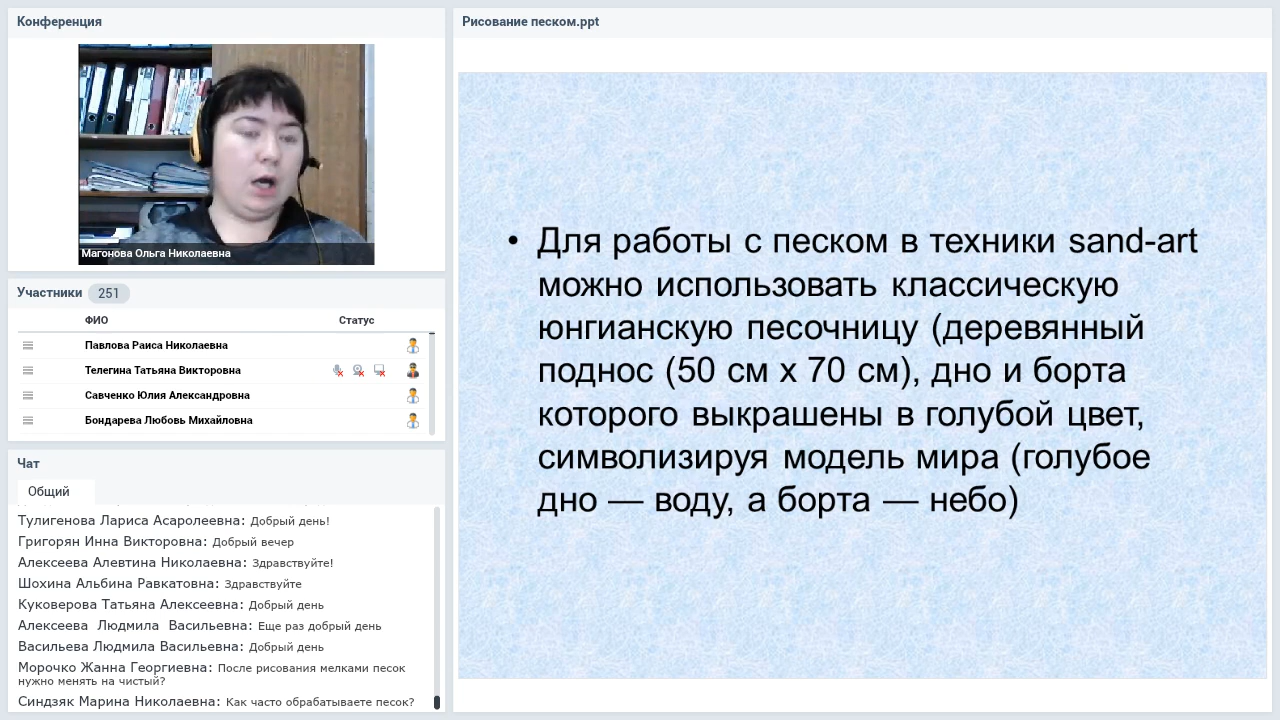 Конференция
Магонова Ольга Николаевна
Участники 251
ФИО Статус
Павлова Раиса Николаевна
Телегина Татьяна Викторовна
Савченко Юлия Александровна
Бондарева Любовь Михайловна
Чат
Общий
Тулигенова Лариса Асаролеевна: Добрый день!
Григорян Инна Викторовна: Добрый вечер
Алексеева Алевтина Николаевна: Здравствуйте!
Шохина Альбина Равкатовна: Здравствуйте
Куковерова Татьяна Алексеевна: Добрый день
Алексеева Людмила Васильевна: Еще раз добрый день
Васильева Людмила Васильевна: Добрый день
Морочко Жанна Георгиевна: После рисования мелками песок
нужно менять на чистый?
Синдзяк Марина Николаевна: Как часто обрабатываете песок?
Рисование песком.ppt
• Для работы с песком в техники sand-art
можно использовать классическую
юнгианскую песочницу (деревянный
поднос (50 см х 70 см), дно и борта
которого выкрашены в голубой цвет,
символизируя модель мира (голубое
дно — воду, а борта — небо)